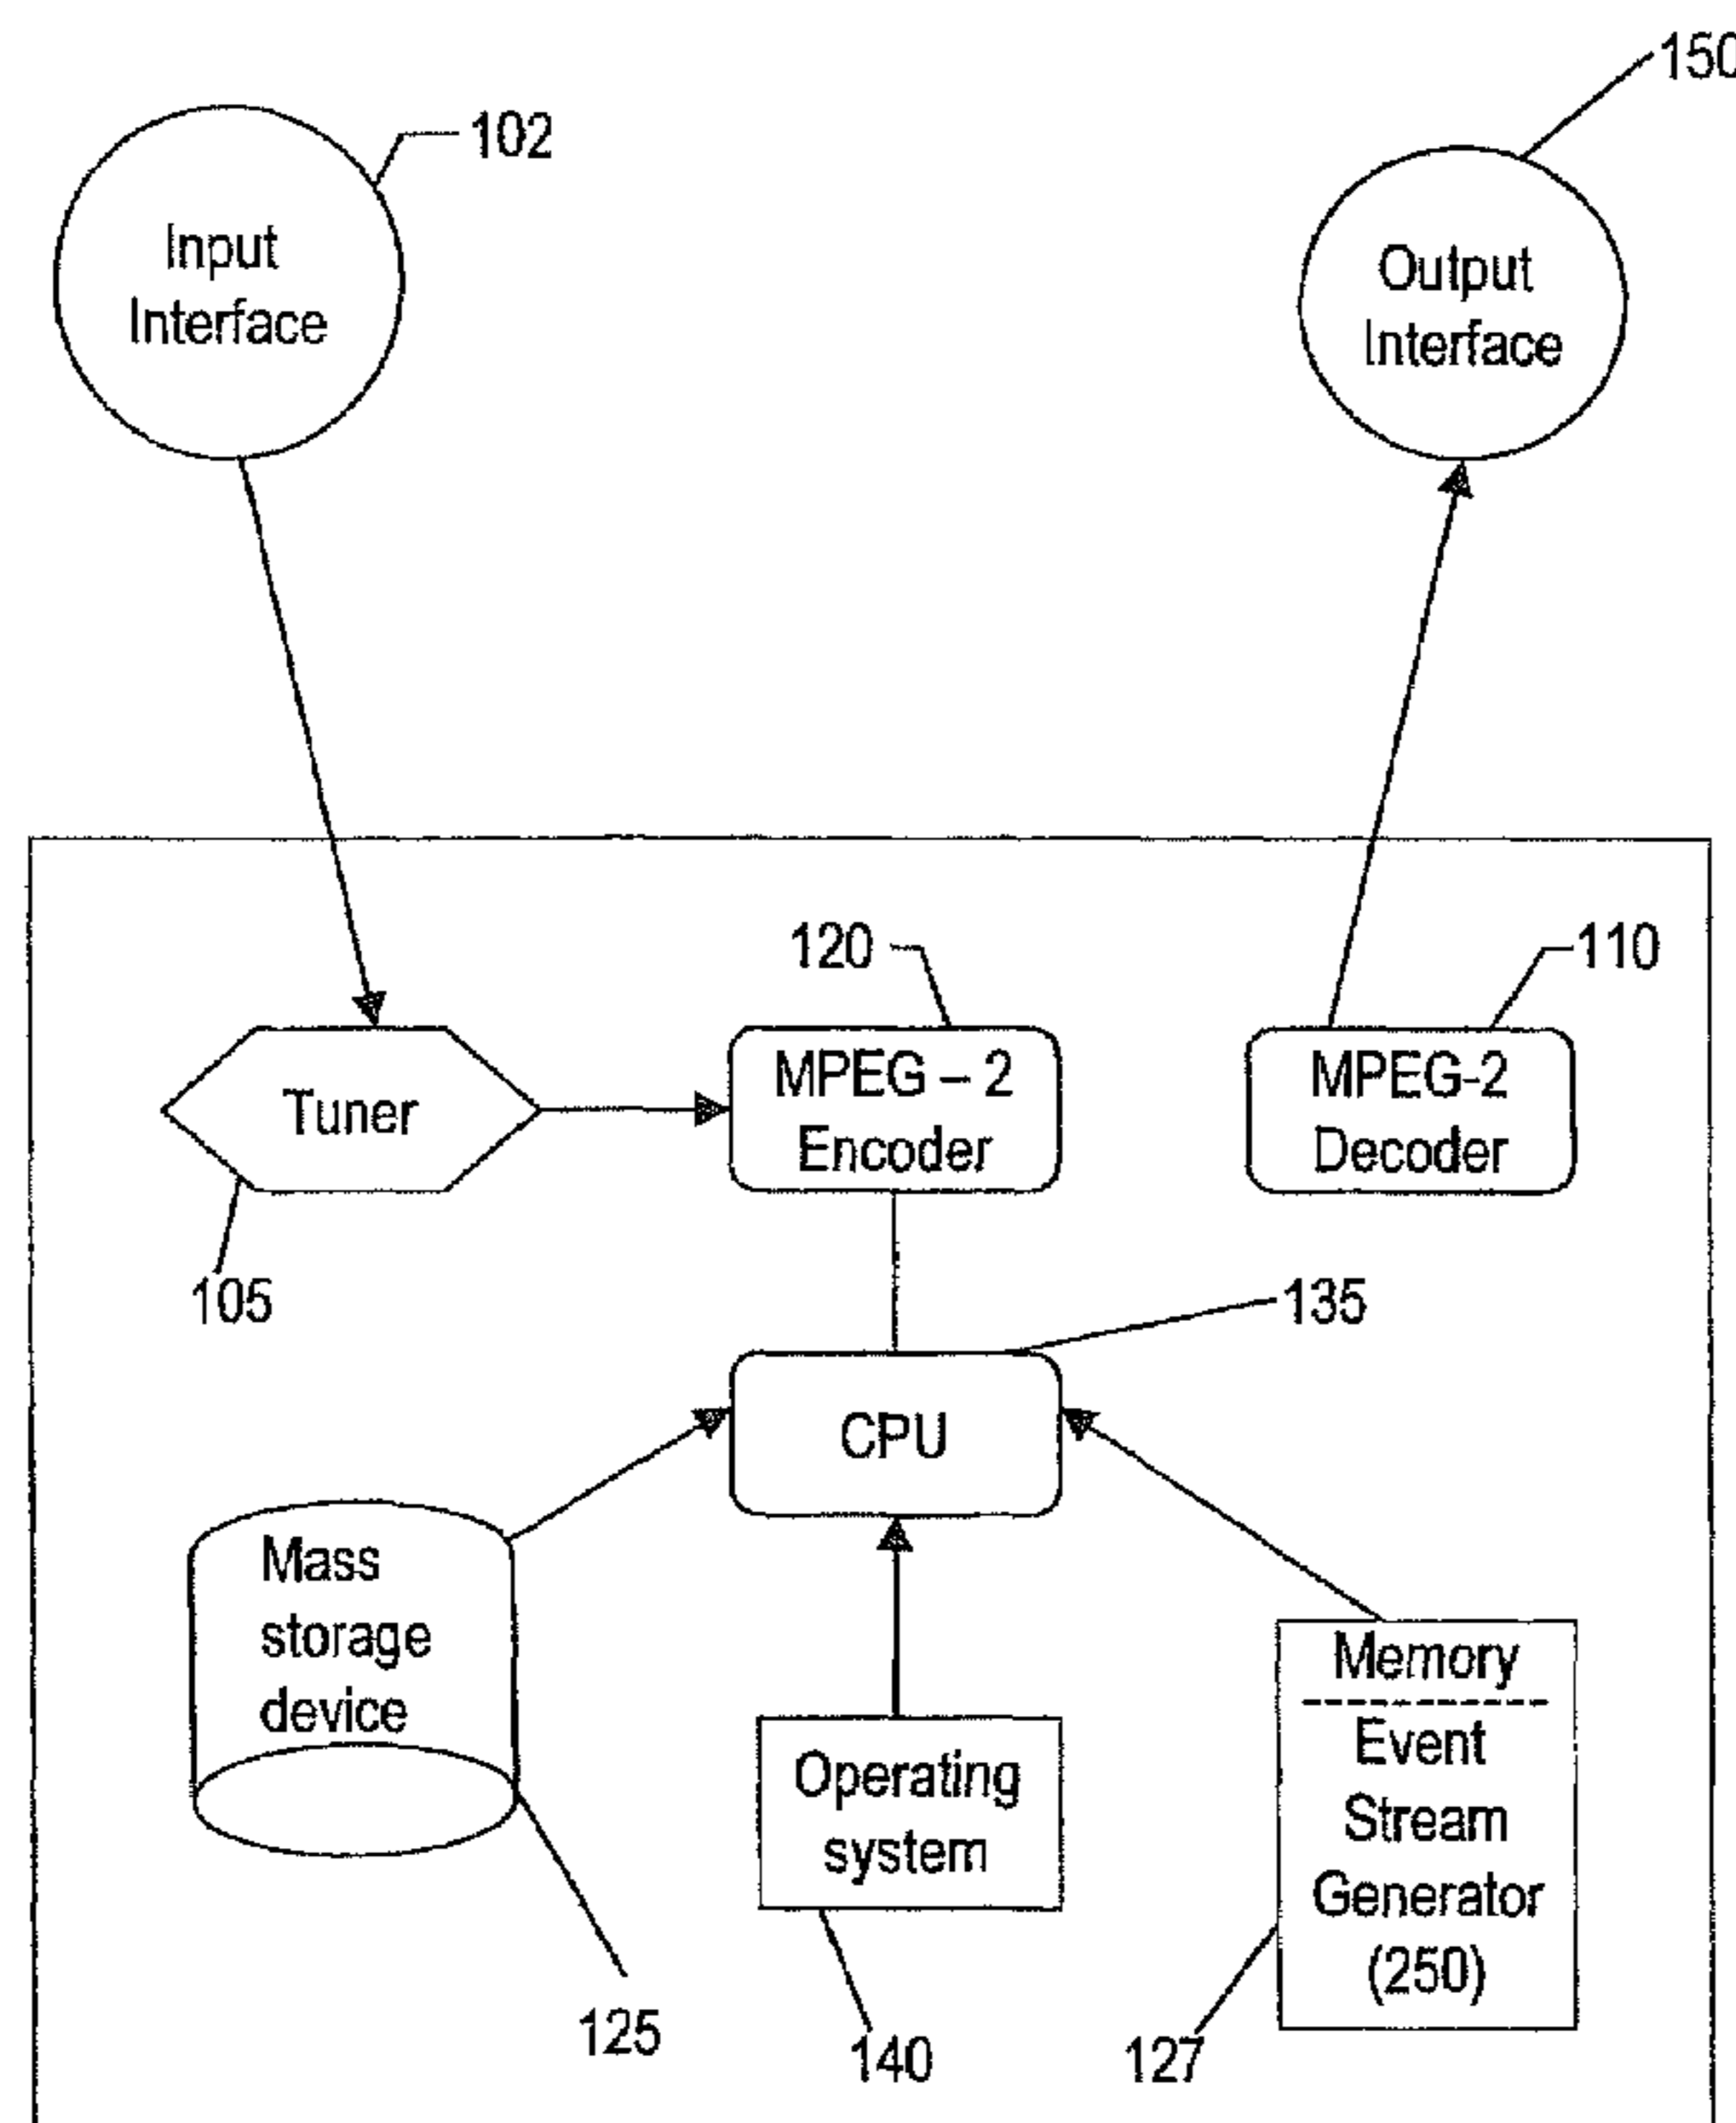 150
102
Input
Interface
Output
Interface
120
110
Tuner
MPEG – 2
Encoder
MPEG-2
Decoder
105
135
CPU
Mass
storage
device
Operating
system
Memory
Event
Stream
Generator
(250)
125
140
127